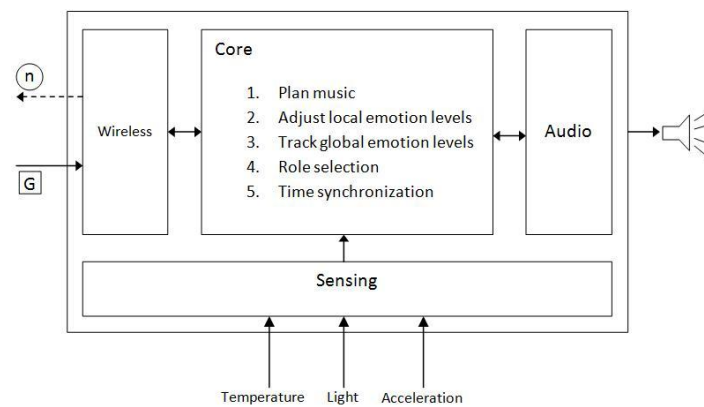 n
G
Wireless
Core
1. Plan music
2. Adjust local emotion levels
3. Track global emotion levels
4. Role selection
5. Time synchronization
Audio
Sensing
Temperature Light Acceleration